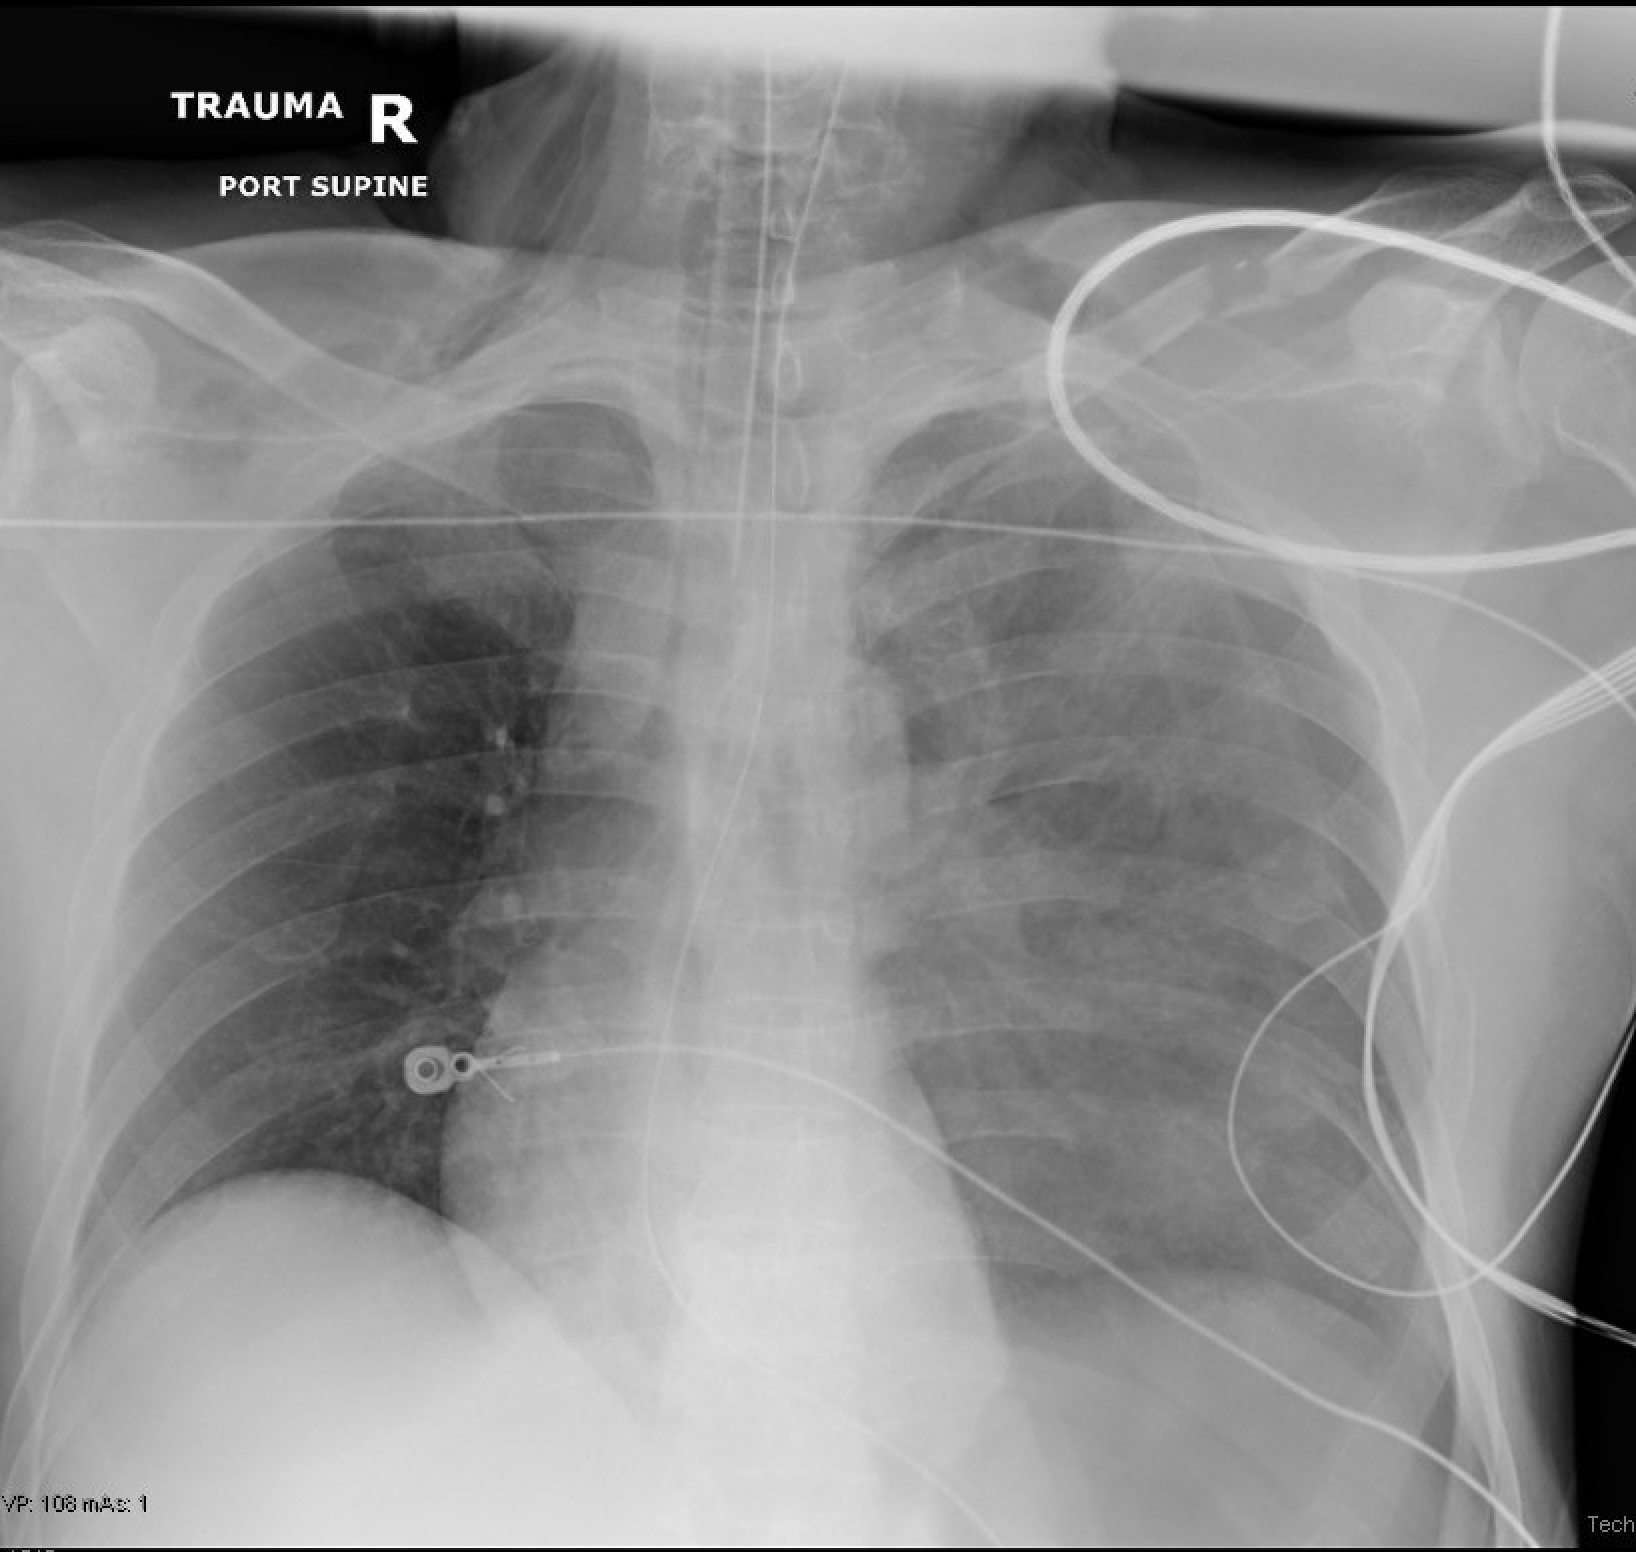 TRAUMA R
PORT SUPINE
VP: 108 mAs: 1
Tech